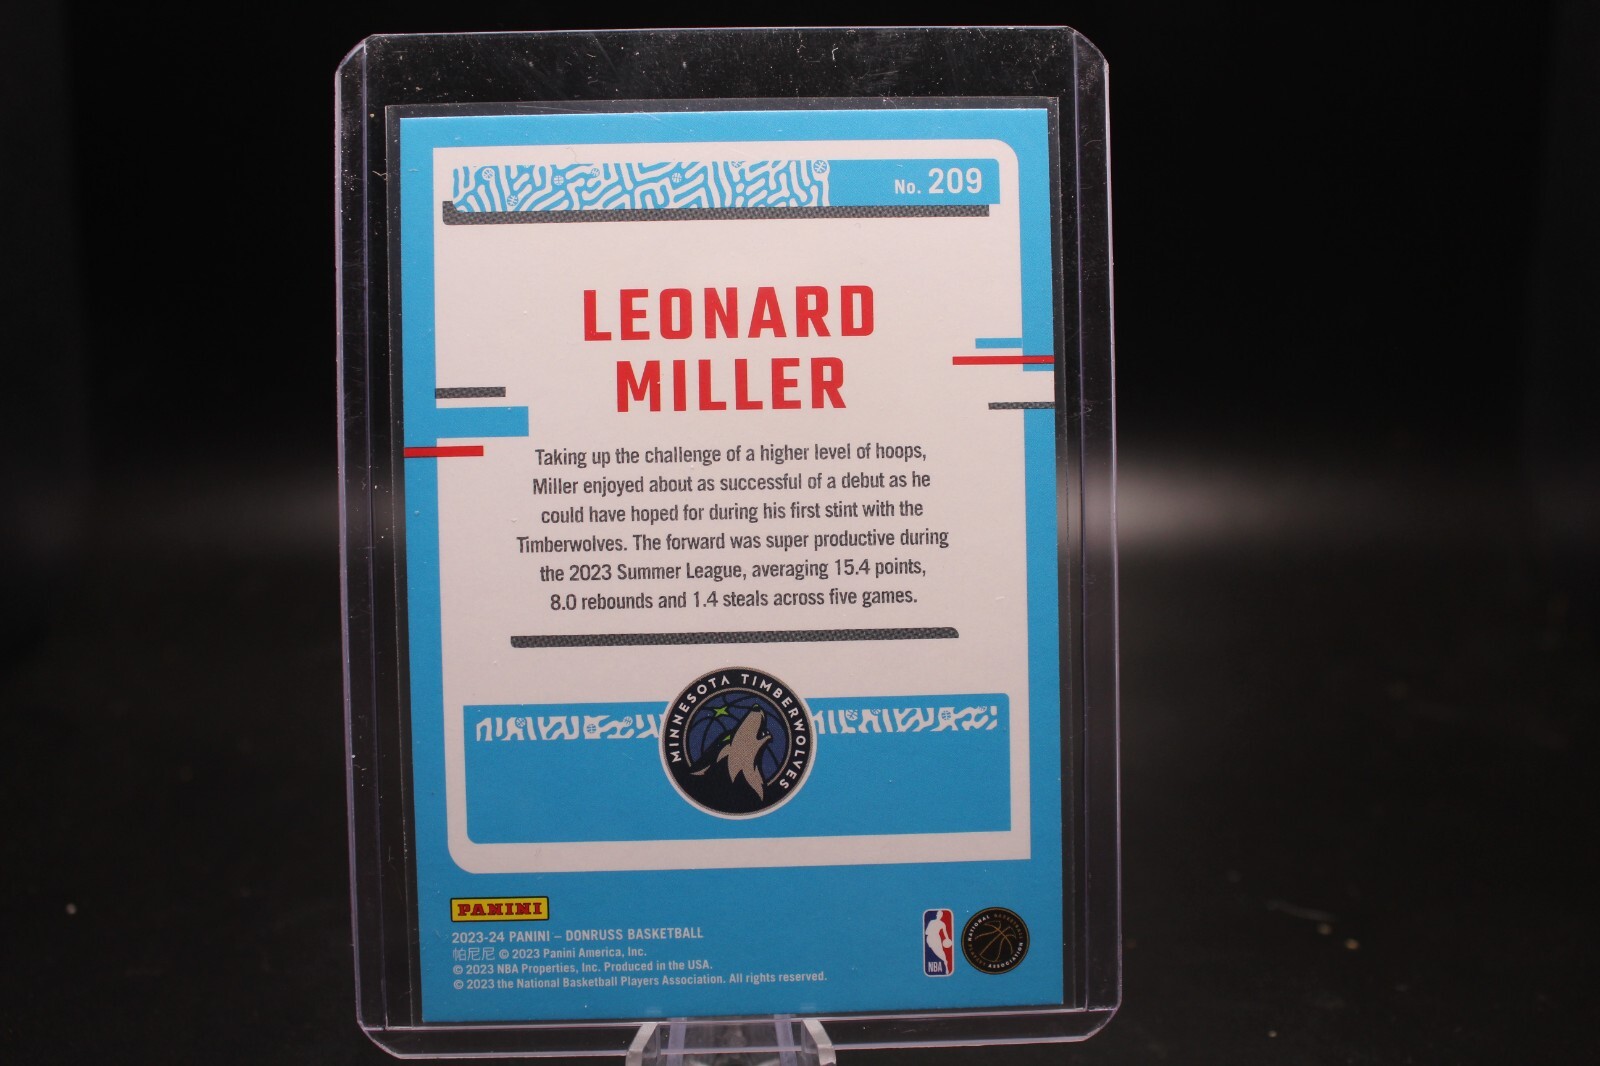 No. 209
LEONARD
MILLER
Taking up the challenge of a higher level of hoops,
Miller enjoyed about as successful of a debut as he
could have hoped for during his first stint with the
Timberwolves. The forward was super productive during
the 2023 Summer League, averaging 15.4 points,
8.0 rebounds and 1.4 steals across five games.
MINNESOTA TIMBERWOLVES
PANINI
2023-24 PANINI – DONRUSS BASKETBALL
帕尼尼 © 2023 Panini America, Inc.
© 2023 NBA Properties, Inc. Produced in the USA.
© 2023 the National Basketball Players Association. All rights reserved.
NBA
NATIONAL BASKETBALL PLAYERS ASSOCIATION